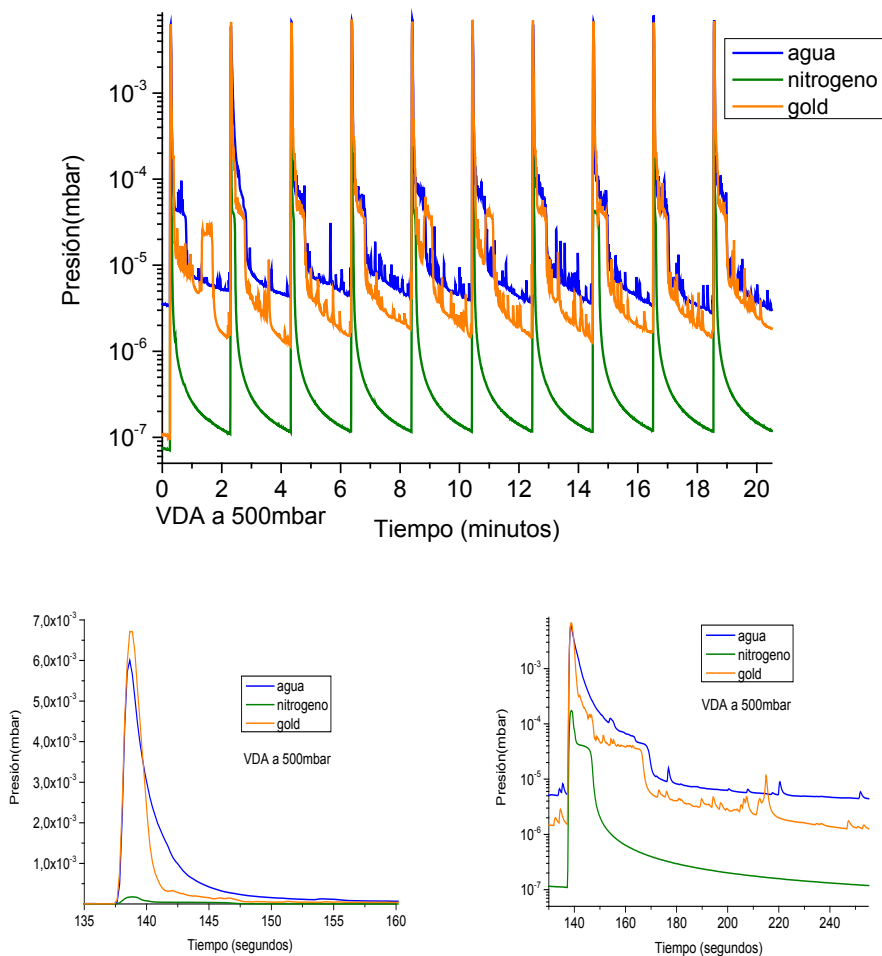 agua
nitrogeno
gold
10⁻³
10⁻⁴
10⁻⁵
10⁻⁶
10⁻⁷
Presión(mbar)
0 2 4 6 8 10 12 14 16 18 20
VDA a 500mbar
Tiempo (minutos)
7,0x10⁻³
6,0x10⁻³
5,0x10⁻³
4,0x10⁻³
3,0x10⁻³
2,0x10⁻³
1,0x10⁻³
Presión(mbar)
agua
nitrogeno
gold
VDA a 500mbar
135 140 145 150 155 160
Tiempo (segundos)
10⁻³
10⁻⁴
10⁻⁵
10⁻⁶
10⁻⁷
Presión(mbar)
agua
nitrogeno
gold
VDA a 500mbar
140 160 180 200 220 240
Tiempo (segundos)